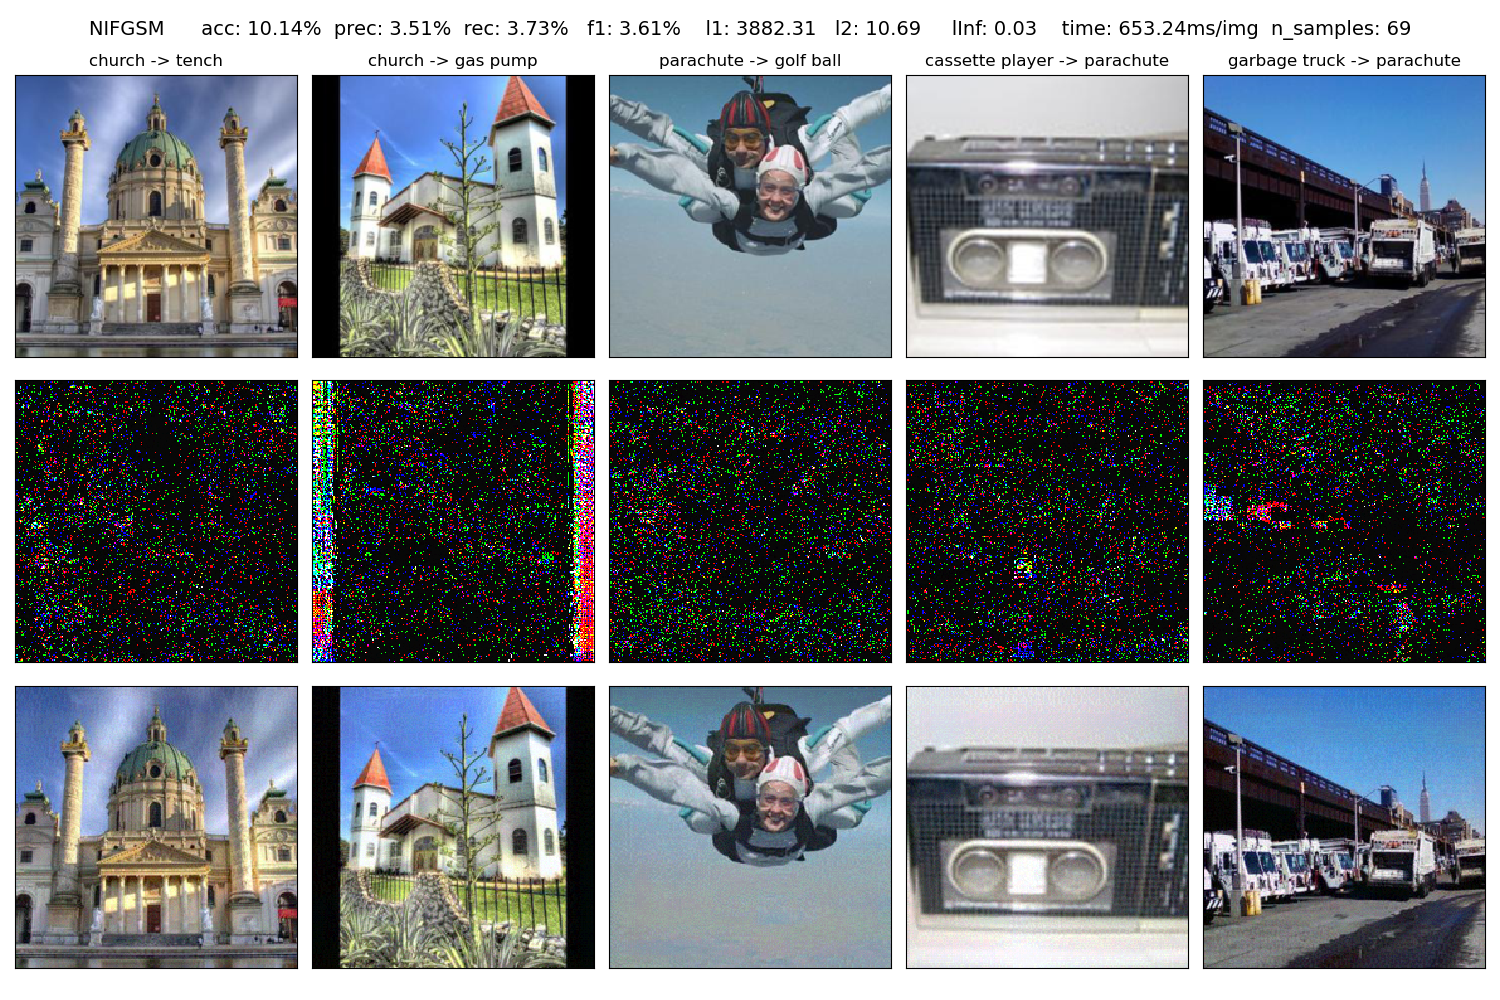 NIFGSM acc: 10.14% prec: 3.51% rec: 3.73% f1: 3.61% l1: 3882.31 l2: 10.69 lInf: 0.03 time: 653.24ms/img n_samples: 69
church -> tench
church -> gas pump
parachute -> golf ball
cassette player -> parachute
garbage truck -> parachute